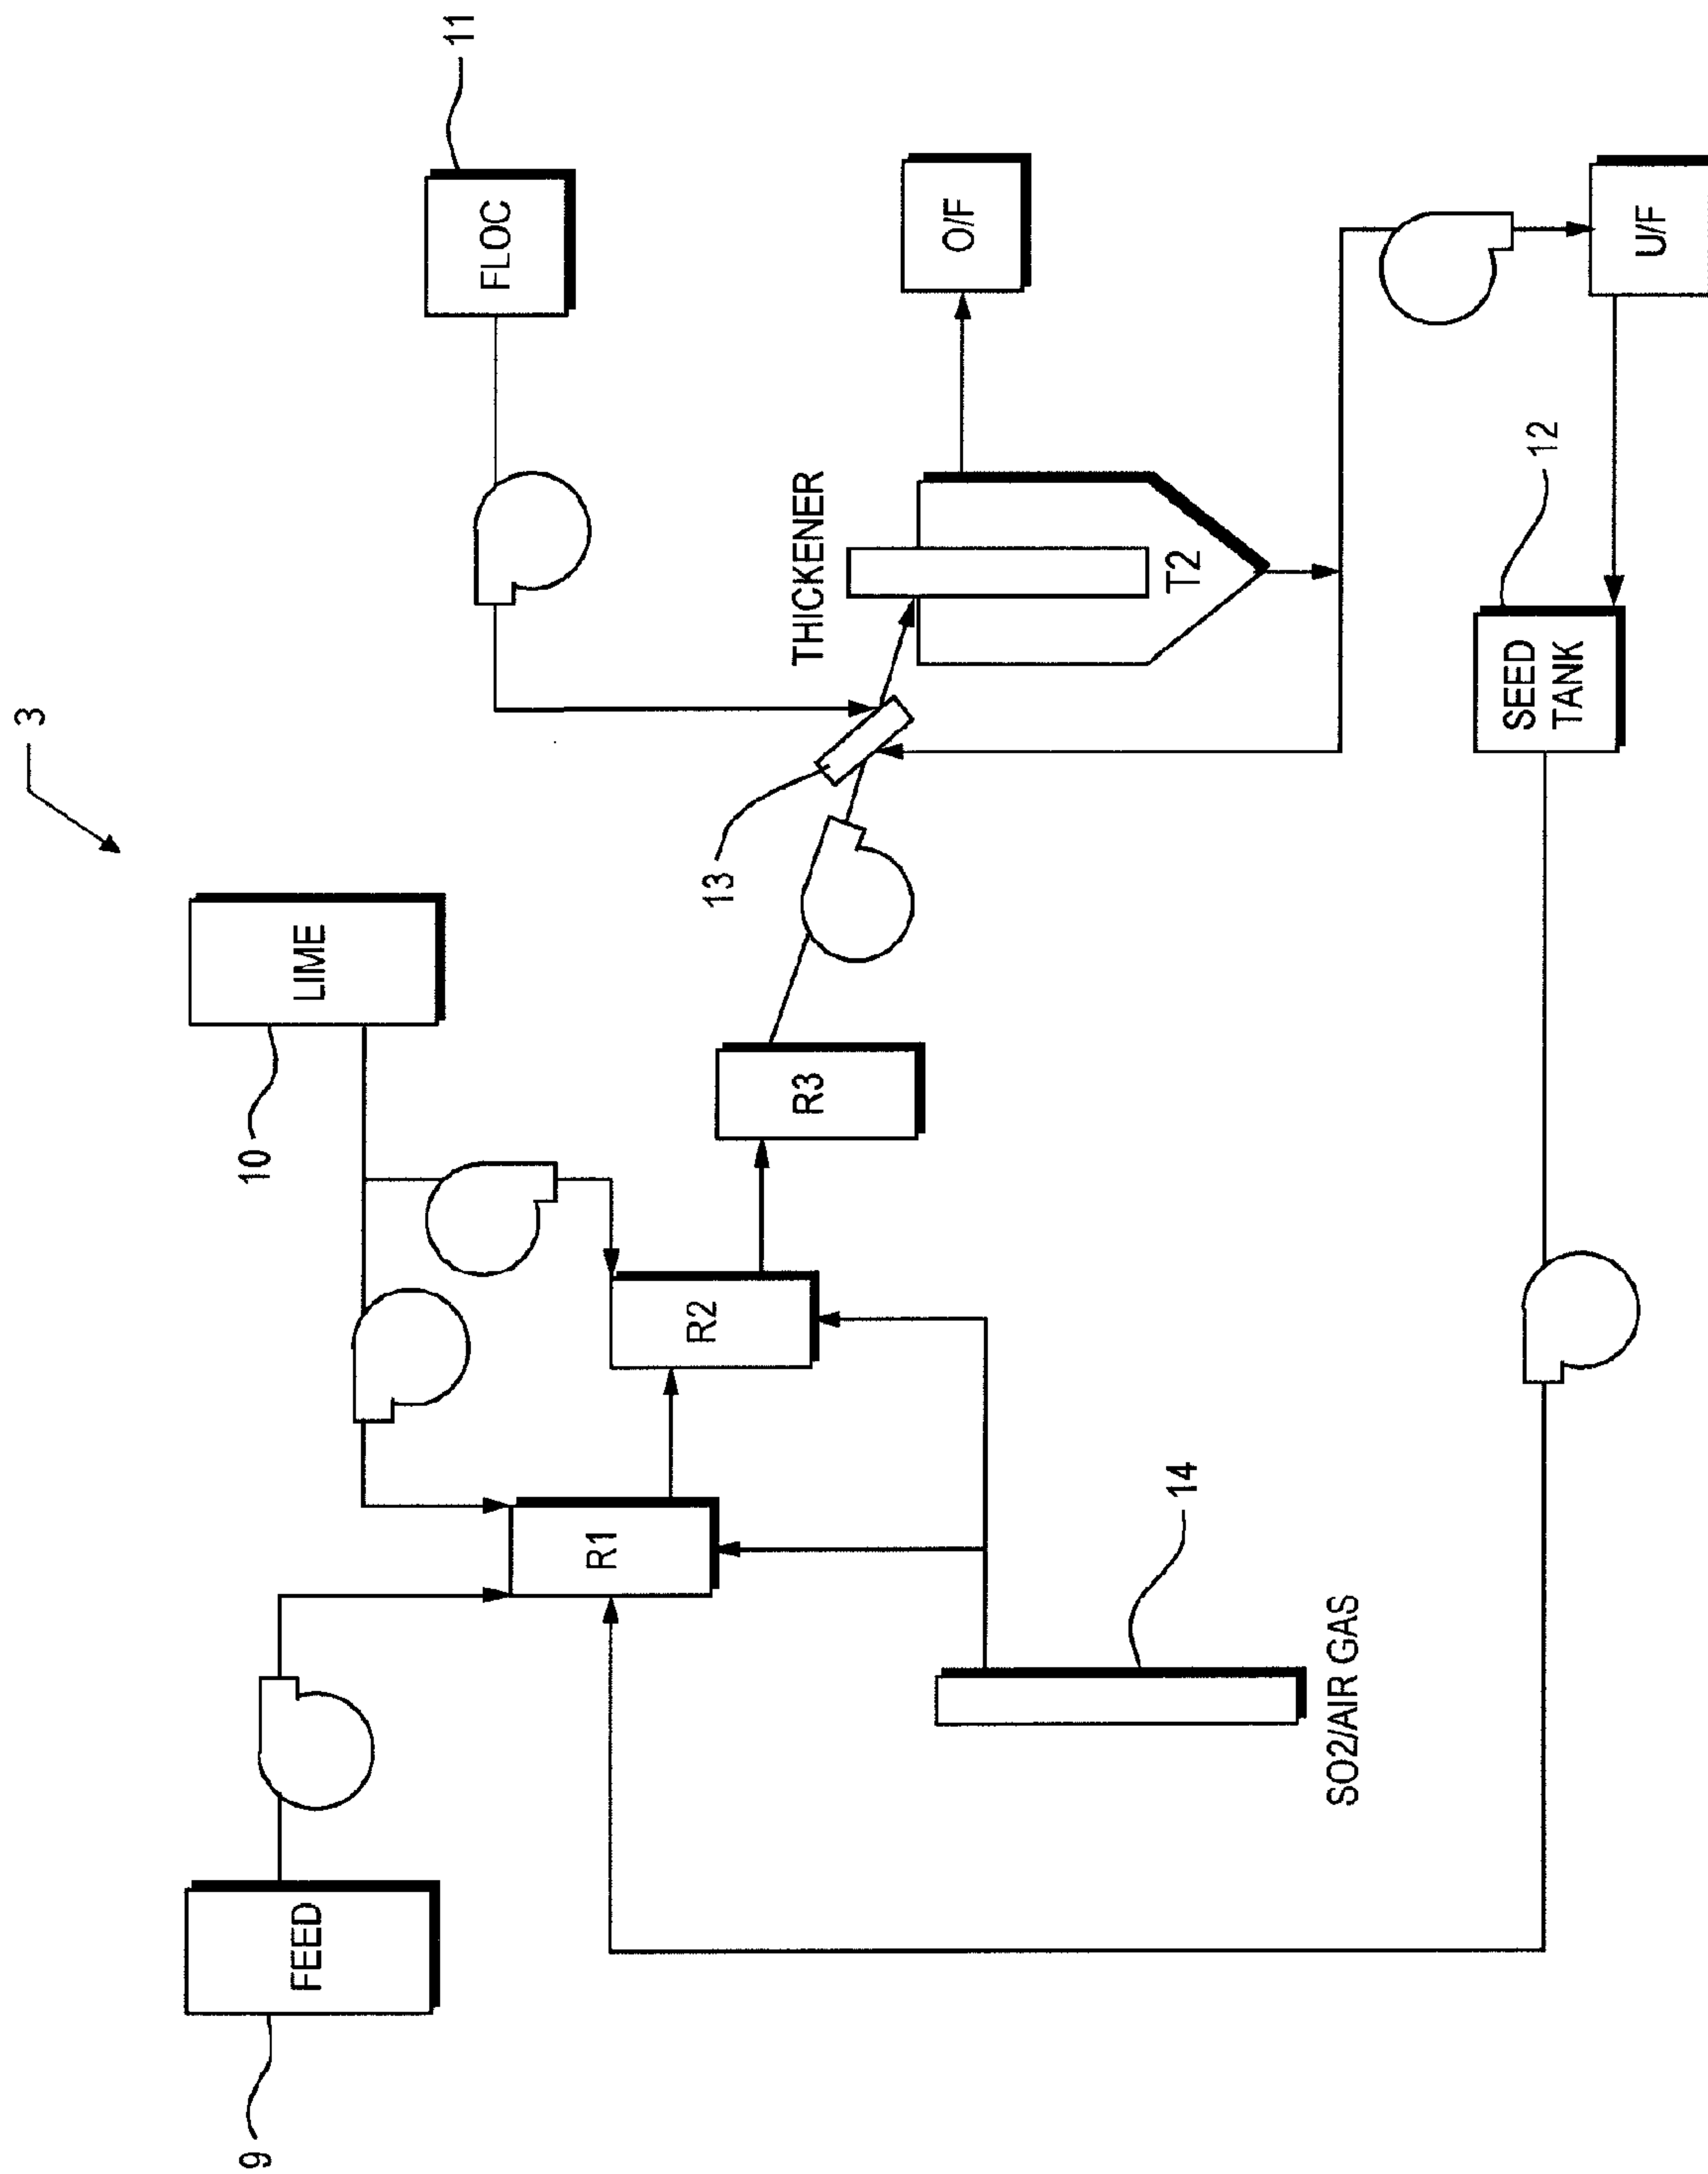 3
9
FEED
10
LIME
11
FLOC
R1
R2
R3
13
THICKENER
T2
O/F
14
SO2/AIR GAS
12
SEED
TANK
U/F